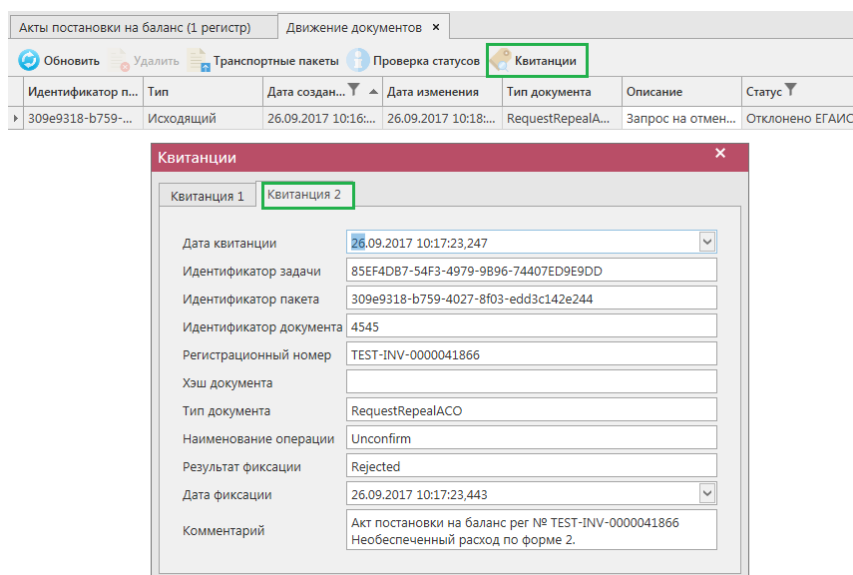 Акты постановки на баланс (1 регистр) Движение документов ×
Обновить Удалить Транспортные пакеты Проверка статусов Квитанции
Идентификатор п... Тип Дата создан... Дата изменения Тип документа Описание Статус
309e9318-b759-... Исходящий 26.09.2017 10:16:... 26.09.2017 10:18:... RequestRepealA... Запрос на отмен... Отклонено ЕГАИС
Квитанции ×
Квитанция 1 Квитанция 2
Дата квитанции 26.09.2017 10:17:23,247
Идентификатор задачи 85EF4DB7-54F3-4979-9B96-74407ED9E9DD
Идентификатор пакета 309e9318-b759-4027-8f03-edd3c142e244
Идентификатор документа 4545
Регистрационный номер TEST-INV-0000041866
Хэш документа
Тип документа RequestRepealACO
Наименование операции Unconfirm
Результат фиксации Rejected
Дата фиксации 26.09.2017 10:17:23,443
Комментарий Акт постановки на баланс рег № TEST-INV-0000041866
Необеспеченный расход по форме 2.